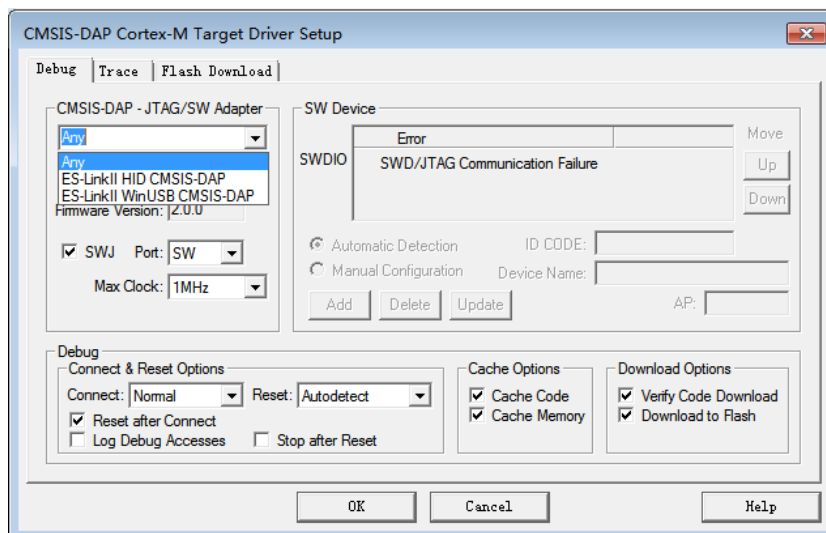 CMSIS-DAP Cortex-M Target Driver Setup
Debug Trace Flash Download
CMSIS-DAP - JTAG/SW Adapter
Any
Any
ES-LinkII HID CMSIS-DAP
ES-LinkII WinUSB CMSIS-DAP
Firmware Version: 2.0.0
SWJ Port: SW
Max Clock: 1MHz
SW Device
Error
SWDIO SWD/JTAG Communication Failure
Move
Up
Down
Automatic Detection ID CODE:
Manual Configuration Device Name:
Add Delete Update AP:
Debug
Connect & Reset Options
Connect: Normal Reset: Autodetect
Reset after Connect
Log Debug Accesses Stop after Reset
Cache Options
Cache Code
Cache Memory
Download Options
Verify Code Download
Download to Flash
OK Cancel Help